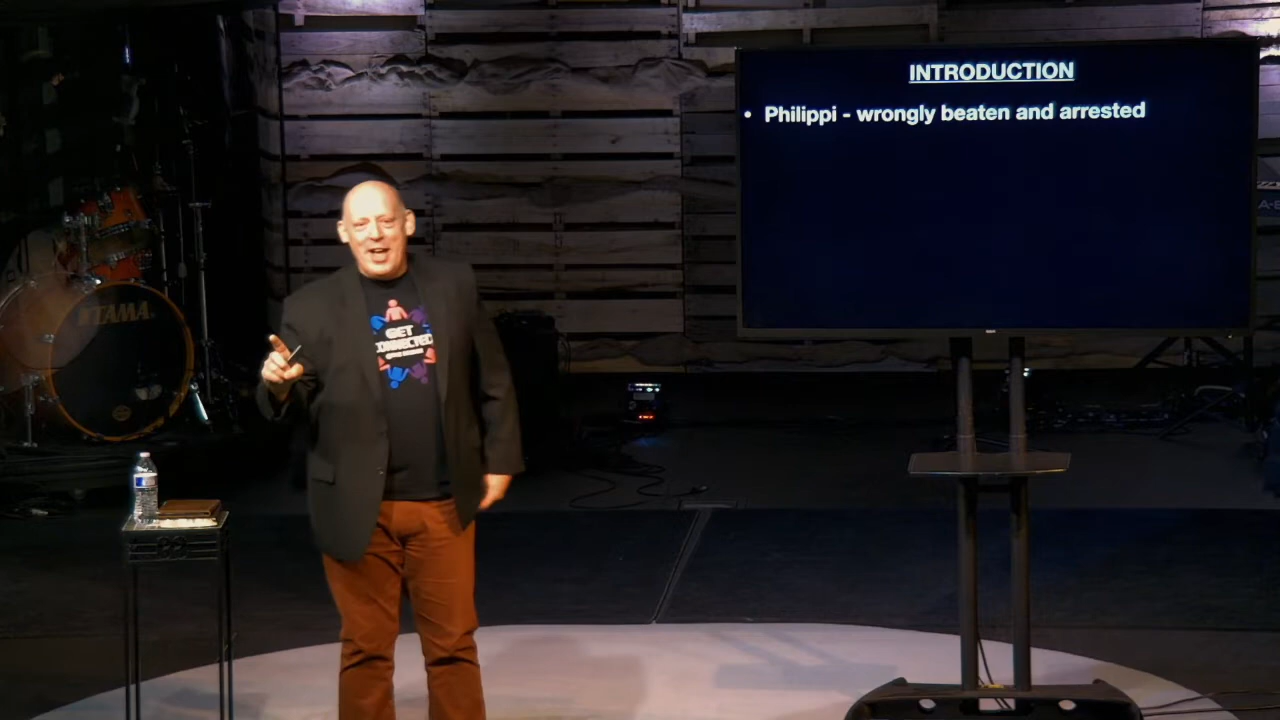 INTRODUCTION
• Philippi - wrongly beaten and arrested
TAMA
GET
CONNECTED